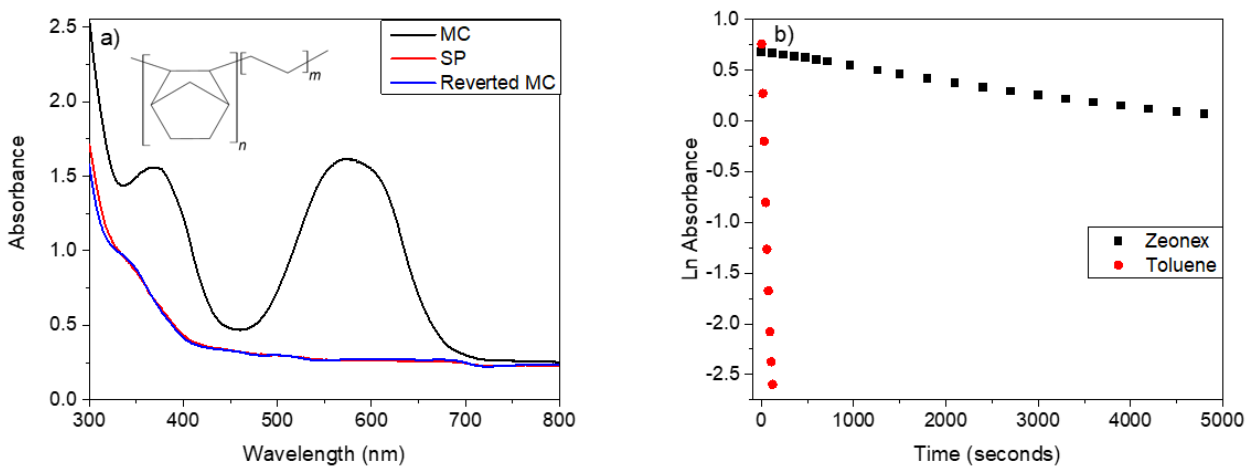 a)
n
m
MC
SP
Reverted MC
2.5
2.0
1.5
1.0
0.5
0.0
Absorbance
300 400 500 600 700 800
Wavelength (nm)
b)
Zeonex
Toluene
1.0
0.5
0.0
-0.5
-1.0
-1.5
-2.0
-2.5
Ln Absorbance
0 1000 2000 3000 4000 5000
Time (seconds)